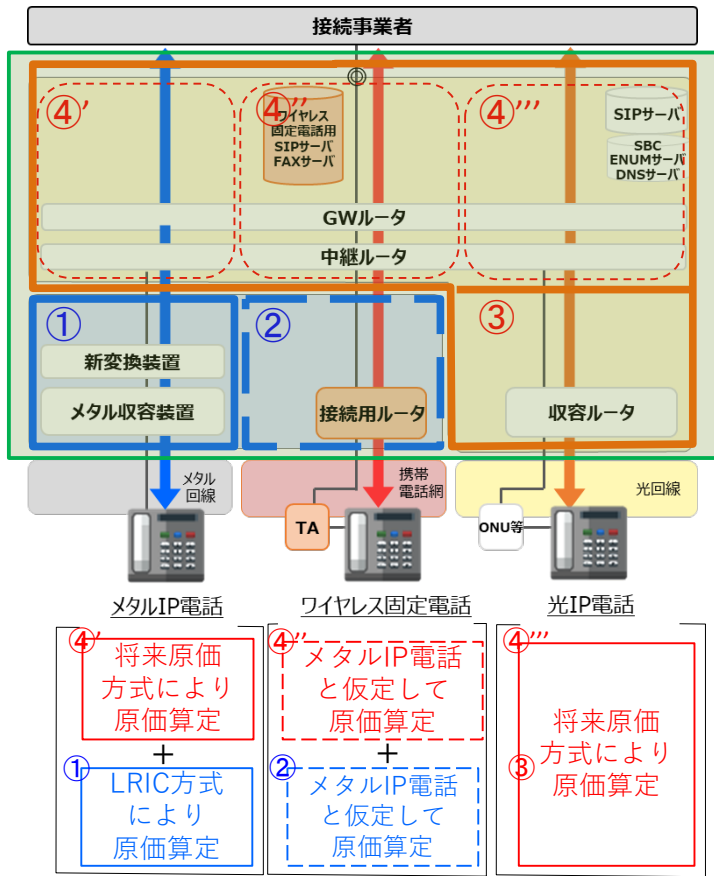 接続事業者
④' ④'' ④'''
ワイヤレス
固定電話用
SIPサーバ
FAXサーバ
SIPサーバ
SBC
ENUMサーバ
DNSサーバ
GWルータ
中継ルータ
① ② ③
新変換装置
メタル収容装置
接続用ルータ
収容ルータ
メタル
回線
携帯
電話網
光回線
TA
ONU等
メタルIP電話
ワイヤレス固定電話
光IP電話
④'
将来原価
方式により
原価算定
+
①
LRIC方式
により
原価算定
④''
メタルIP電話
と仮定して
原価算定
+
②
メタルIP電話
と仮定して
原価算定
④'''
③
将来原価
方式により
原価算定